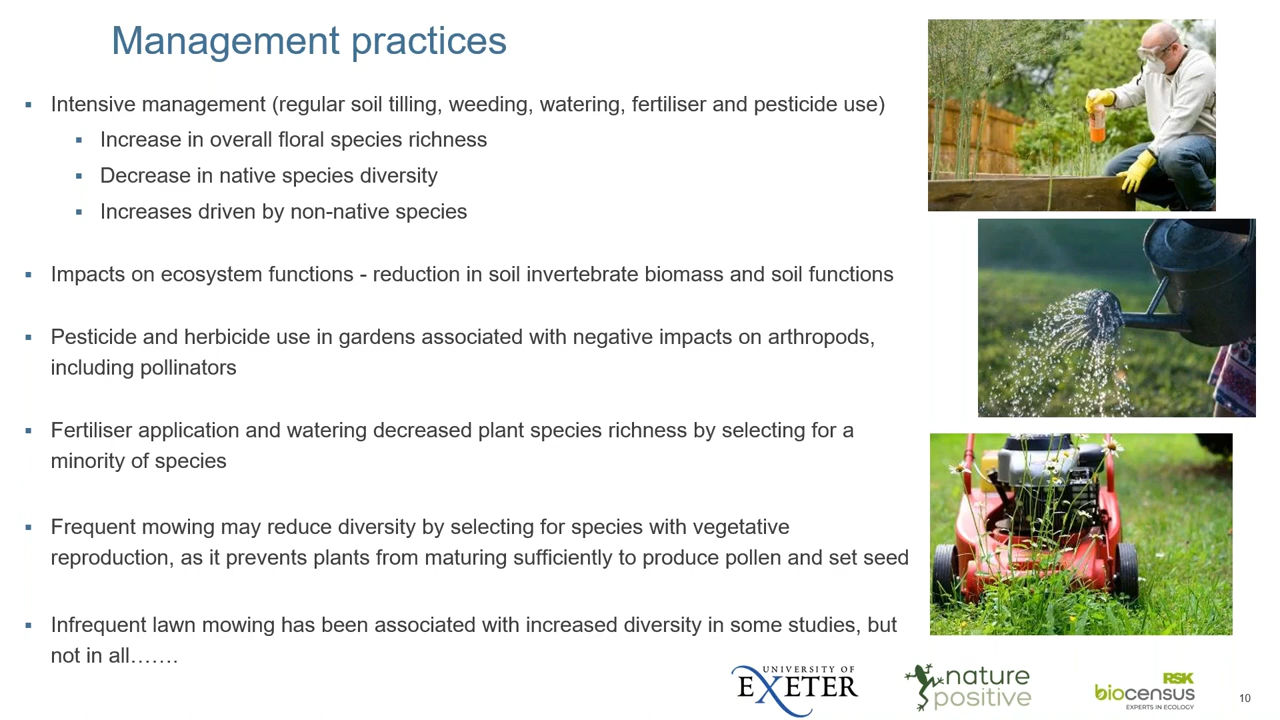 Management practices
▪ Intensive management (regular soil tilling, weeding, watering, fertiliser and pesticide use)
▪ Increase in overall floral species richness
▪ Decrease in native species diversity
▪ Increases driven by non-native species
▪ Impacts on ecosystem functions - reduction in soil invertebrate biomass and soil functions
▪ Pesticide and herbicide use in gardens associated with negative impacts on arthropods,
including pollinators
▪ Fertiliser application and watering decreased plant species richness by selecting for a
minority of species
▪ Frequent mowing may reduce diversity by selecting for species with vegetative
reproduction, as it prevents plants from maturing sufficiently to produce pollen and set seed
▪ Infrequent lawn mowing has been associated with increased diversity in some studies, but
not in all…….
UNIVERSITY OF
EXETER
nature
positive
RSK
biocensus
EXPERTS IN ECOLOGY
10